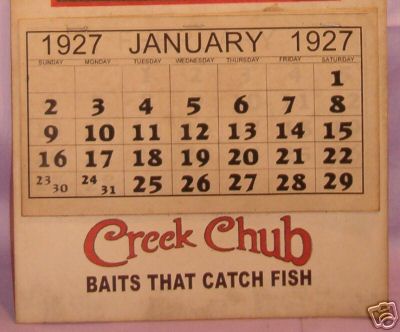 1927 JANUARY 1927
SUNDAY MONDAY TUESDAY WEDNESDAY THURSDAY FRIDAY SATURDAY
1
2 3 4 5 6 7 8
9 10 11 12 13 14 15
16 17 18 19 20 21 22
23 30 24 31 25 26 27 28 29
Creek Chub
BAITS THAT CATCH FISH